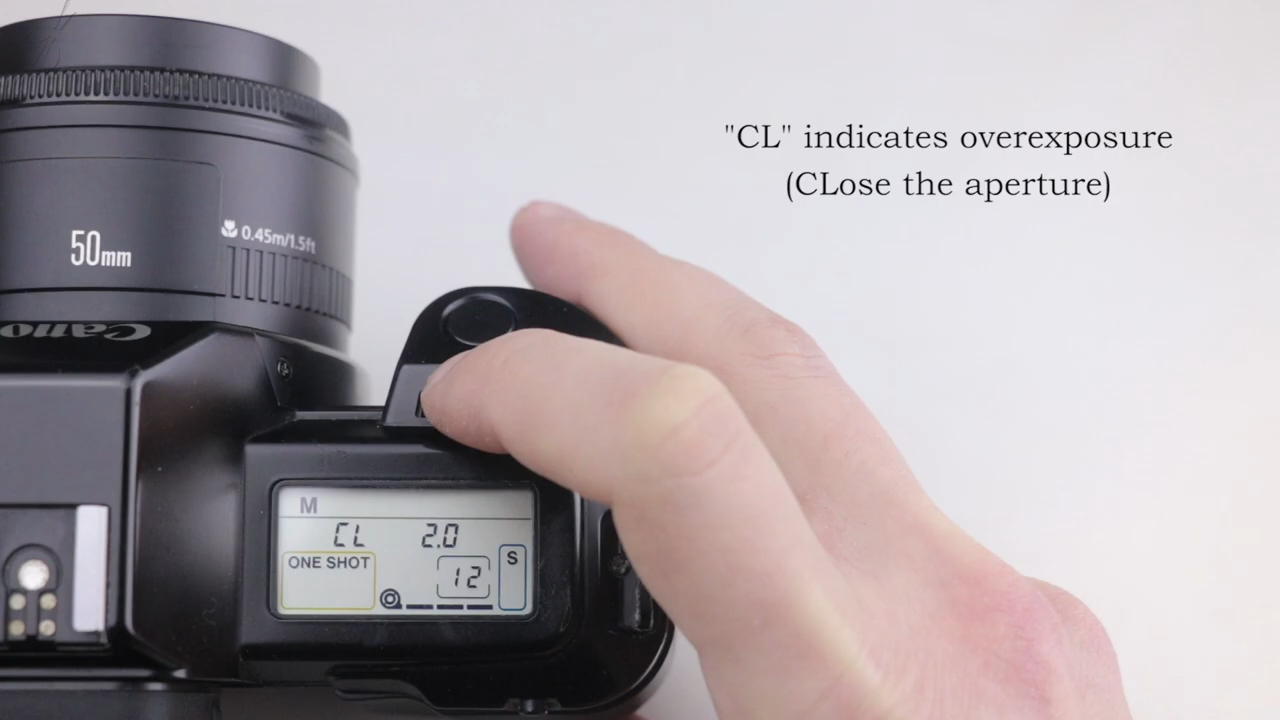 "CL" indicates overexposure
(CLose the aperture)
50mm
0.45m/1.5ft
Canon
M
CL 2.0
ONE SHOT
12
S